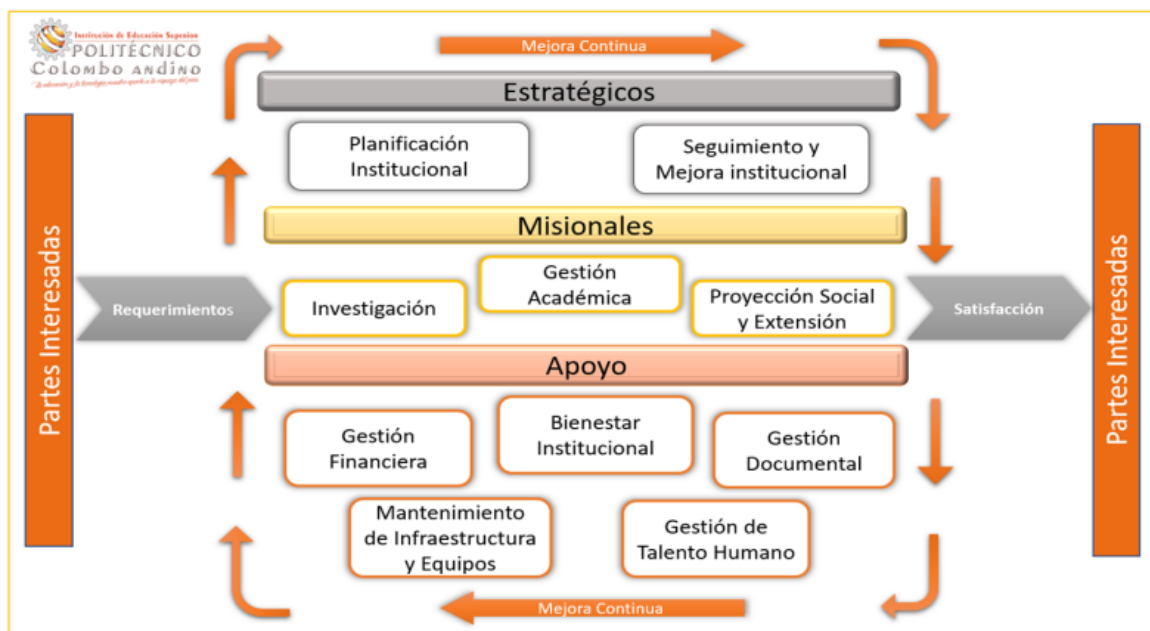 Institución de Educación Superior
POLITÉCNICO
Colombo Andino
Mejora Continua
Estratégicos
Planificación
Institucional
Seguimiento y
Mejora institucional
Partes Interesadas
Requerimientos
Misionales
Investigación
Gestión
Académica
Proyección Social
y Extensión
Satisfacción
Partes Interesadas
Apoyo
Gestión
Financiera
Bienestar
Institucional
Gestión
Documental
Mantenimiento
de Infraestructura
y Equipos
Gestión de
Talento Humano
Mejora Continua